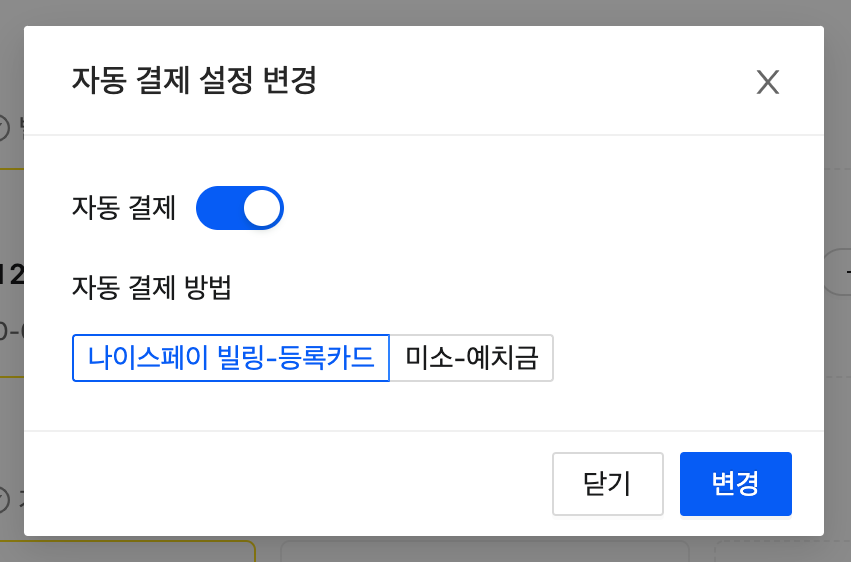 자동 결제 설정 변경
자동 결제
자동 결제 방법
나이스페이 빌링-등록카드 미소-예치금
닫기 변경